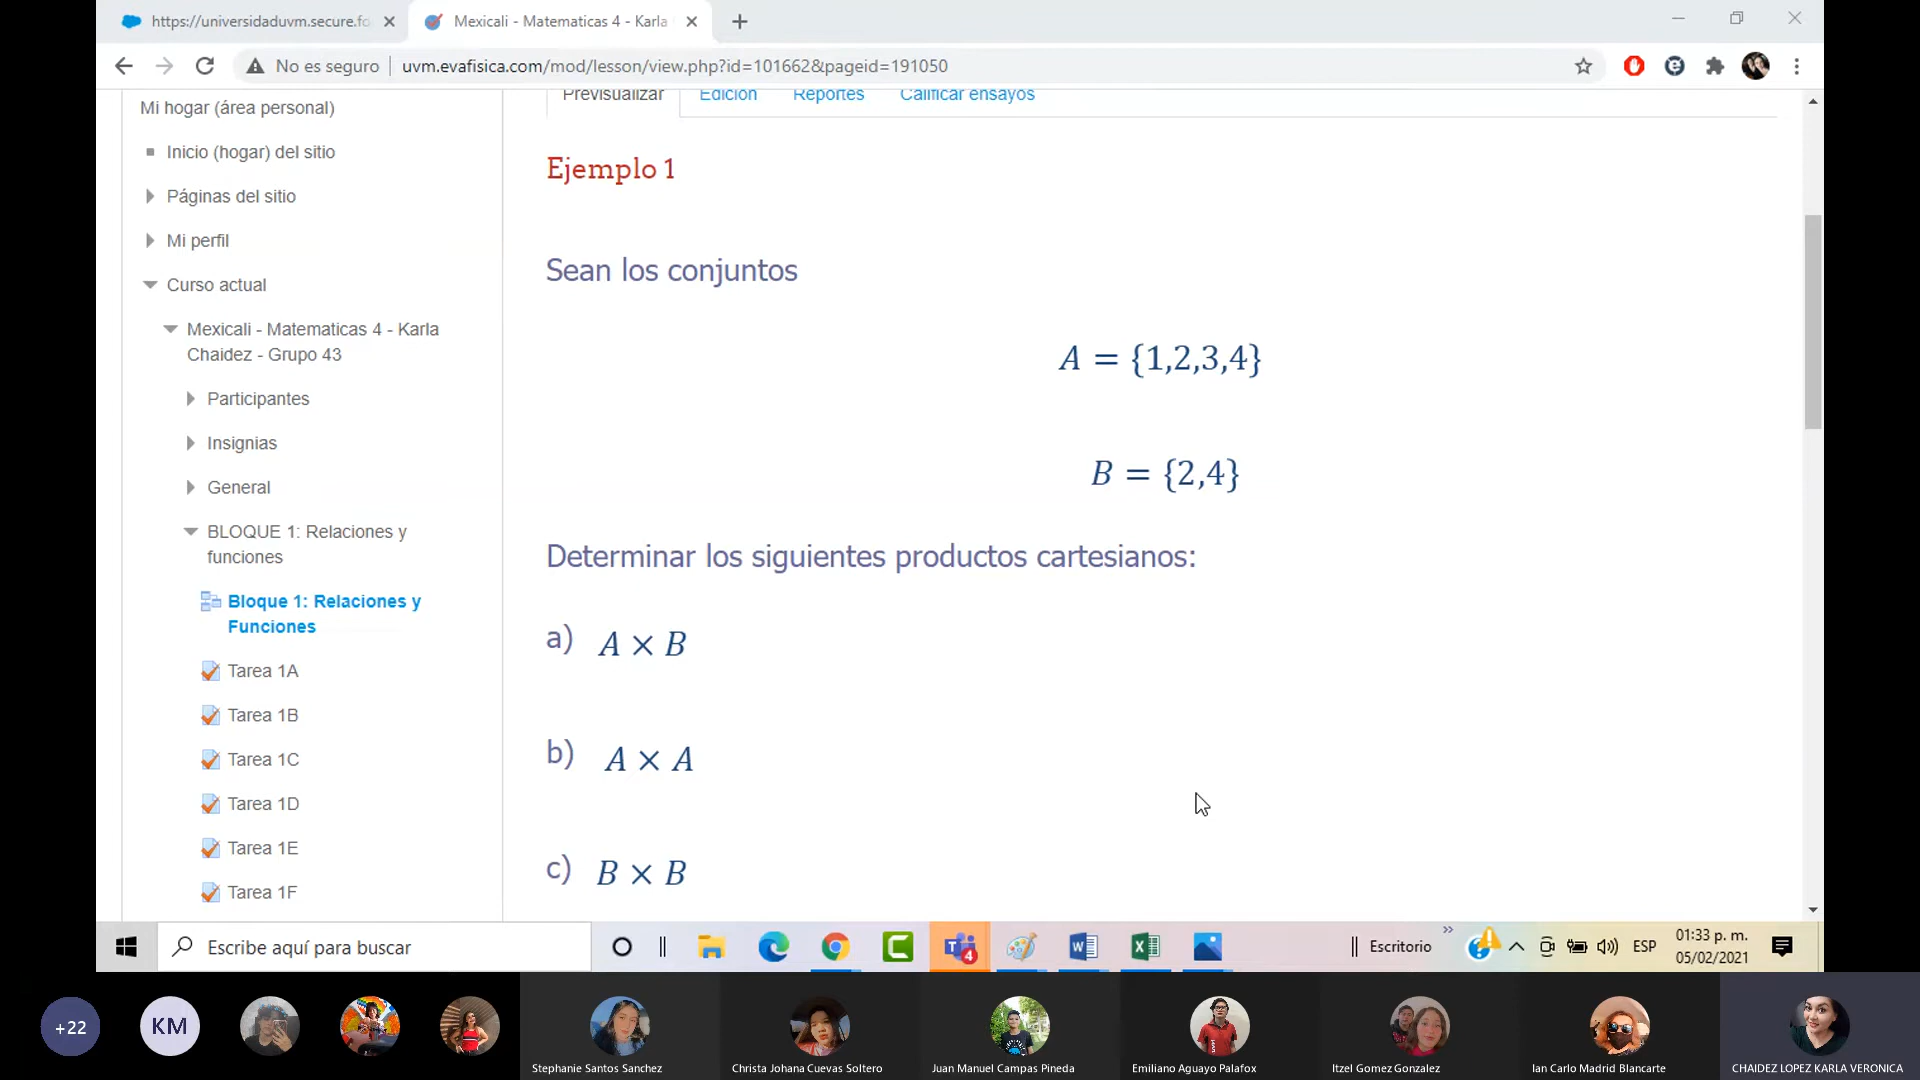 https://universidaduvm.secure.fo
Mexicali - Matematicas 4 - Karla
No es seguro
uvm.evafisica.com/mod/lesson/view.php?id=101662&pageid=191050
Mi hogar (área personal)
Inicio (hogar) del sitio
Páginas del sitio
Mi perfil
Curso actual
Mexicali - Matematicas 4 - Karla
Chaidez - Grupo 43
Participantes
Insignias
General
BLOQUE 1: Relaciones y
funciones
Bloque 1: Relaciones y
Funciones
Tarea 1A
Tarea 1B
Tarea 1C
Tarea 1D
Tarea 1E
Tarea 1F
Previsualizar Edición Reportes Calificar ensayos
Ejemplo 1
Sean los conjuntos
A = {1,2,3,4}
B = {2,4}
Determinar los siguientes productos cartesianos:
a) A × B
b) A × A
c) B × B
Escribe aquí para buscar
4
Escritorio
ESP
01:33 p. m.
05/02/2021
+22
KM
Stephanie Santos Sanchez
Christa Johana Cuevas Soltero
Juan Manuel Campas Pineda
Emiliano Aguayo Palafox
Itzel Gomez Gonzalez
Ian Carlo Madrid Blancarte
CHAIDEZ LOPEZ KARLA VERONICA